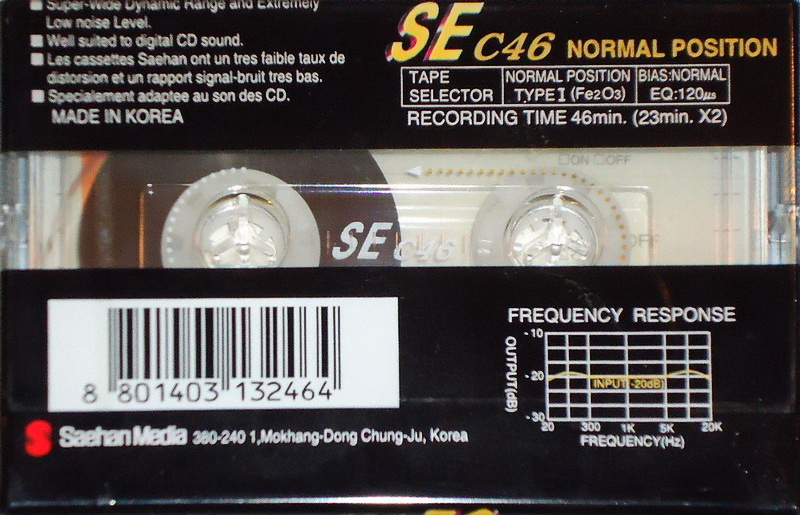 ■ Super-Wide Dynamic Range and Extremely
Low noise Level.
■ Well suited to digital CD sound.
■ Les cassettes Saehan ont un tres faible taux de
distorsion et un rapport signal-bruit tres bas.
■ Specialement adaptee au son des CD.
MADE IN KOREA
SE C46 NORMAL POSITION
TAPE SELECTOR
NORMAL POSITION
TYPE I (Fe2O3)
BIAS:NORMAL
EQ:120μs
RECORDING TIME 46min. (23min. X2)
□ON □OFF
OFF
SE C46
8 801403 132464
Saehan Media 380-240 1,Mokhang-Dong Chung-Ju, Korea
FREQUENCY RESPONSE
OUTPUT(dB)
-10
-20
-30
INPUT(-20dB)
20 300 1K 5K 20K
FREQUENCY(Hz)